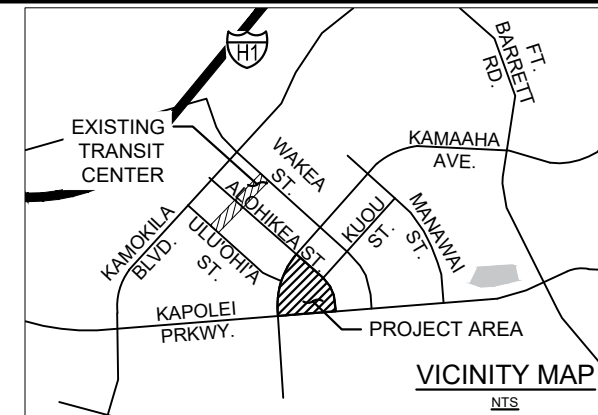 H1
FT.
BARRETT
RD.
EXISTING
TRANSIT
CENTER
WAKEA
ST.
KAMAAHA
AVE.
ALOHIKEA ST.
KUOU
ST.
MANAWAI
ST.
KAMOKILA
BLVD.
ULU'OHI'A
ST.
KAPOLEI
PRKWY.
PROJECT AREA
VICINITY MAP
NTS